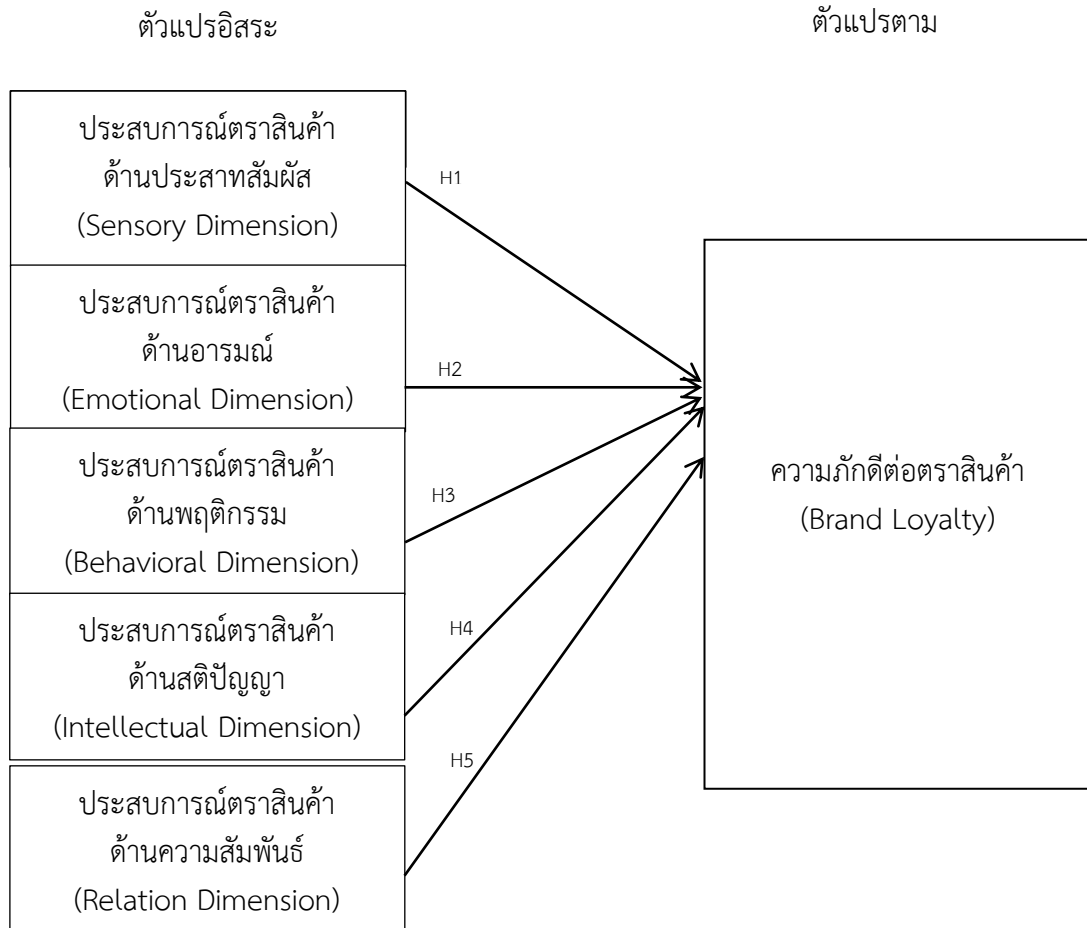 ตัวแปรอิสระ
ตัวแปรตาม
ประสบการณ์ตราสินค้า
ด้านประสาทสัมผัส
(Sensory Dimension)
H1
ประสบการณ์ตราสินค้า
ด้านอารมณ์
(Emotional Dimension)
H2
ประสบการณ์ตราสินค้า
ด้านพฤติกรรม
(Behavioral Dimension)
H3
ประสบการณ์ตราสินค้า
ด้านสติปัญญา
(Intellectual Dimension)
H4
ประสบการณ์ตราสินค้า
ด้านความสัมพันธ์
(Relation Dimension)
H5
ความภักดีต่อตราสินค้า
(Brand Loyalty)